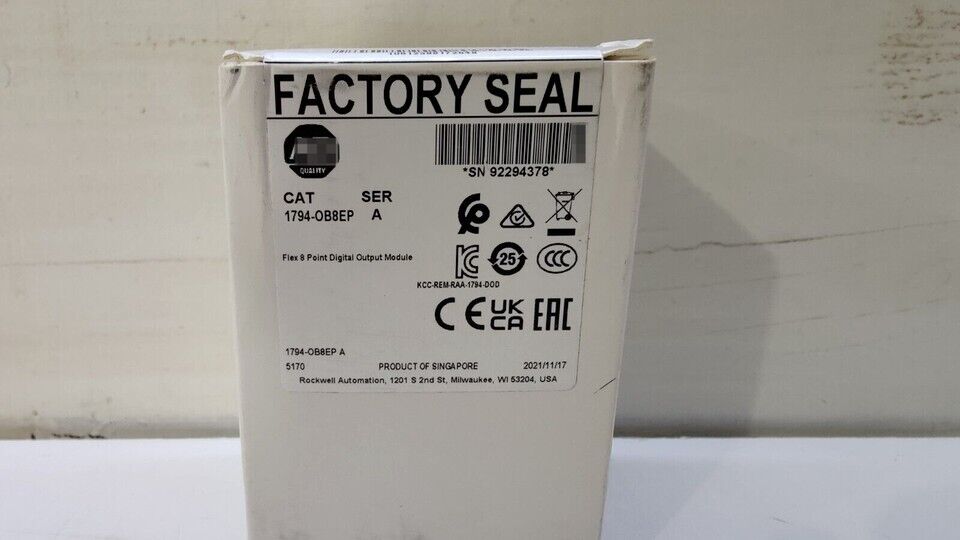 FACTORY SEAL
QUALITY
*SN 92294378*
CAT SER
1794-OB8EP A
Flex 8 Point Digital Output Module
25
CCC
KCC-REM-RAA-1794-DOD
CE UK CA EAC
1794-OB8EP A
5170 PRODUCT OF SINGAPORE 2021/11/17
Rockwell Automation, 1201 S 2nd St, Milwaukee, WI 53204, USA